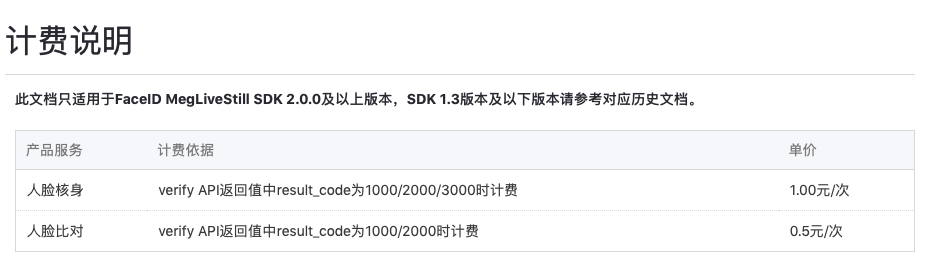 计费说明
此文档只适用于FaceID MegLiveStill SDK 2.0.0及以上版本，SDK 1.3版本及以下版本请参考对应历史文档。
产品服务 计费依据 单价
人脸核身 verify API返回值中result_code为1000/2000/3000时计费 1.00元/次
人脸比对 verify API返回值中result_code为1000/2000时计费 0.5元/次